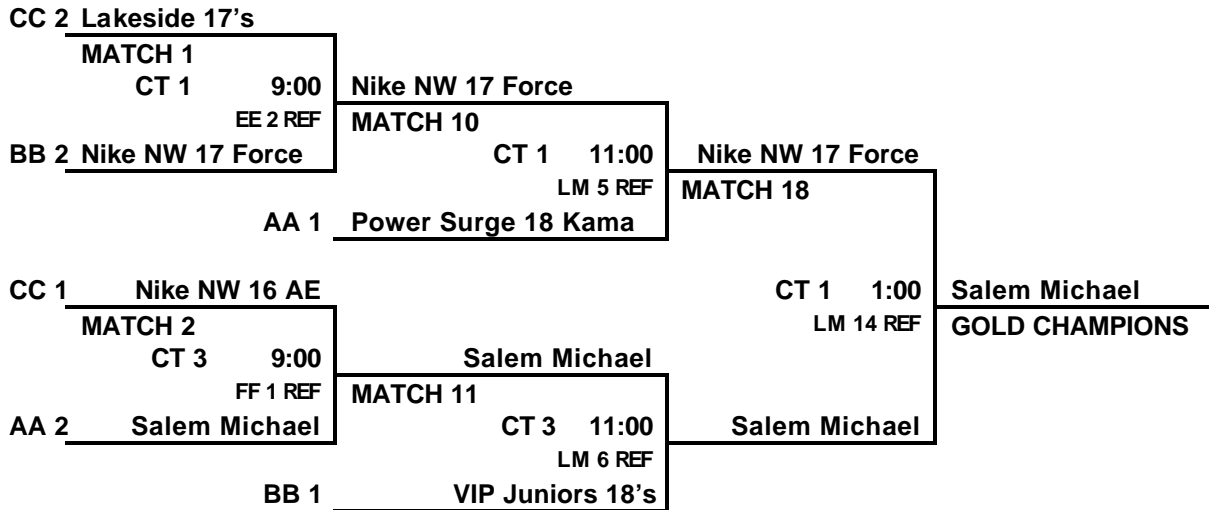 CC 2 Lakeside 17's
MATCH 1
CT 1 9:00 Nike NW 17 Force
EE 2 REF MATCH 10
BB 2 Nike NW 17 Force CT 1 11:00 Nike NW 17 Force
LM 5 REF MATCH 18
AA 1 Power Surge 18 Kama
CC 1 Nike NW 16 AE CT 1 1:00 Salem Michael
MATCH 2 LM 14 REF GOLD CHAMPIONS
CT 3 9:00 Salem Michael
FF 1 REF MATCH 11
AA 2 Salem Michael CT 3 11:00 Salem Michael
LM 6 REF
BB 1 VIP Juniors 18’s